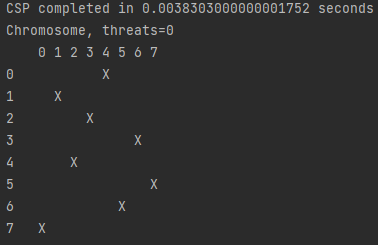 CSP completed in 0.0038303000000001752 seconds
Chromosome, threats=0
    0 1 2 3 4 5 6 7
0           X
1     X
2         X
3               X
4       X
5                 X
6             X
7   X